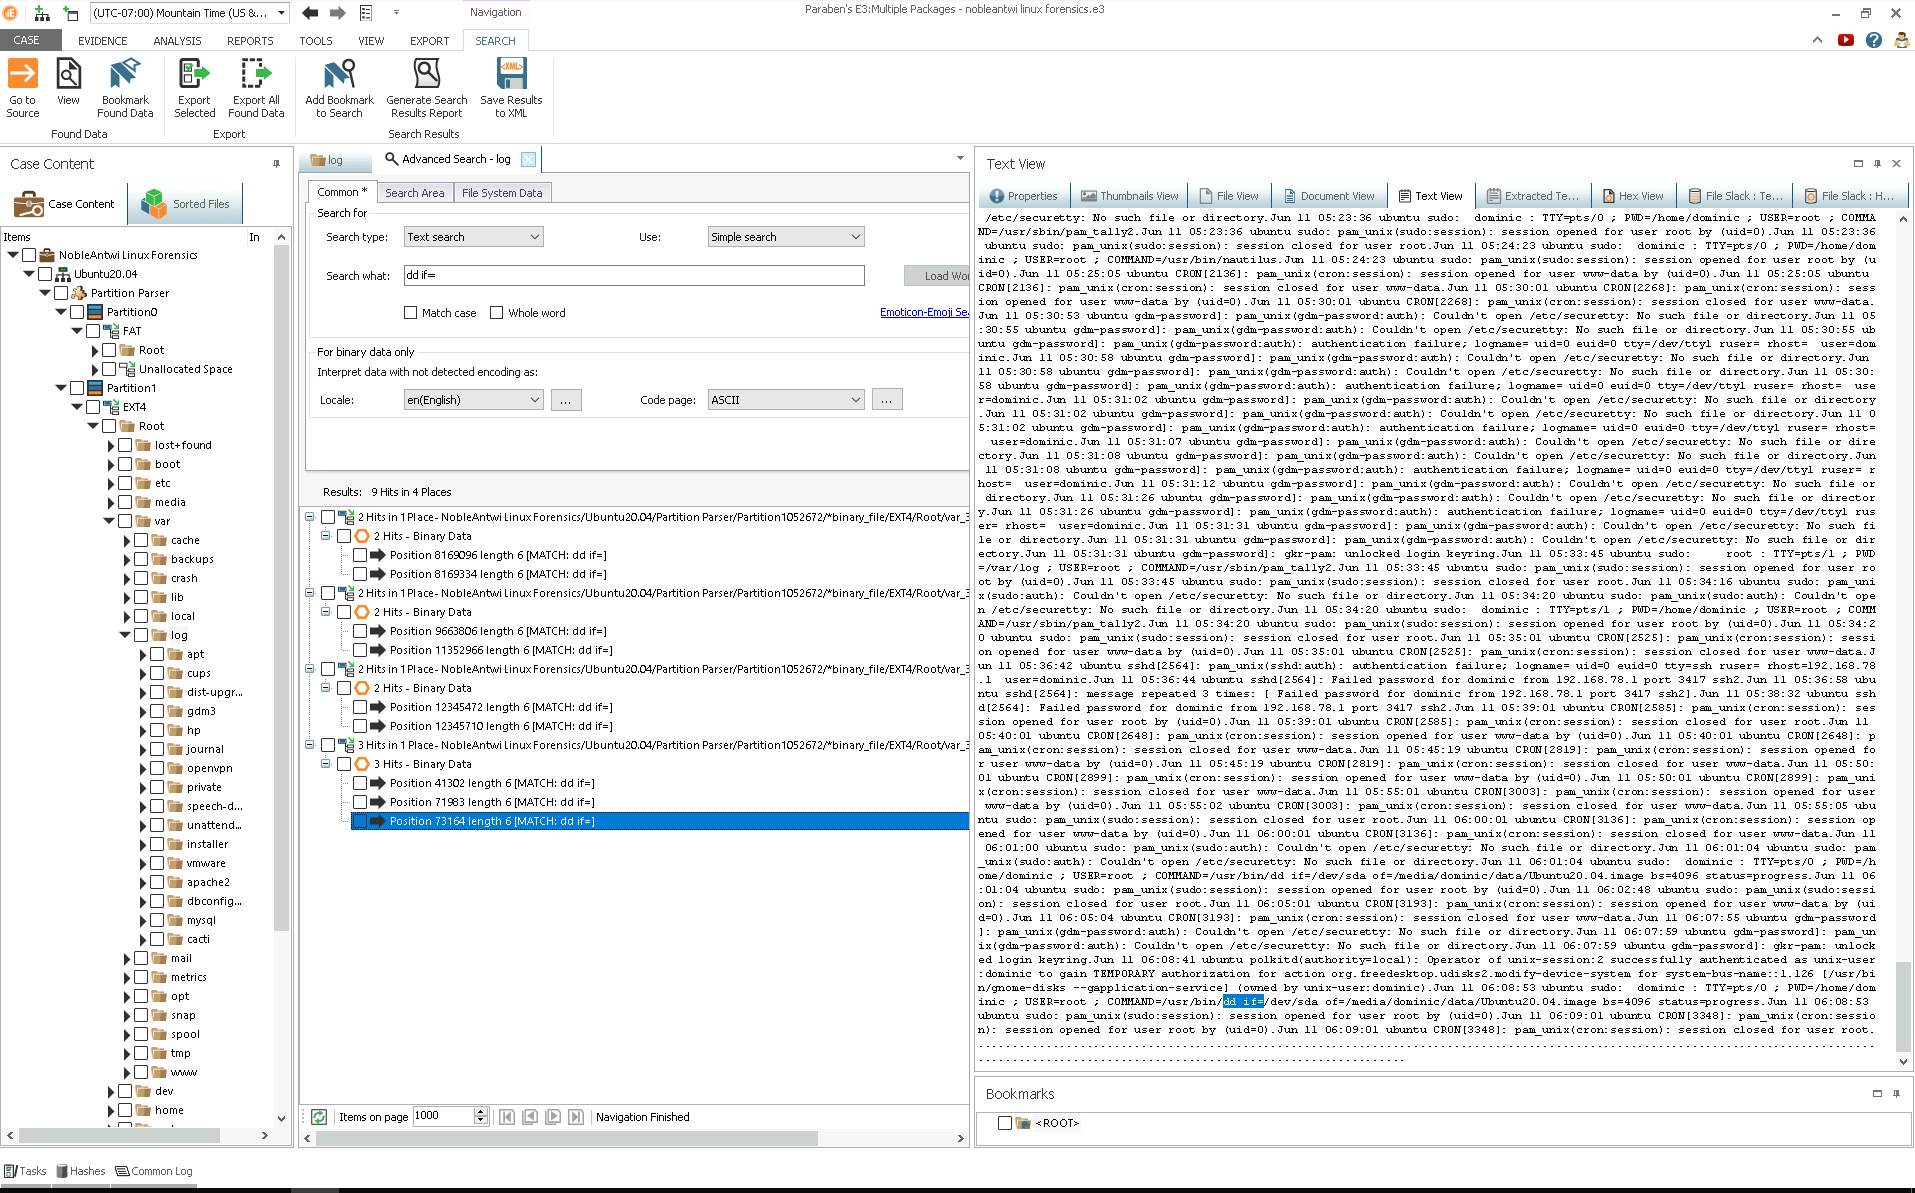 (UTC-07:00) Mountain Time (US &...
Navigation
Paraben's E3:Multiple Packages - nobleantwi linux forensics.e3
CASE EVIDENCE ANALYSIS REPORTS TOOLS VIEW EXPORT SEARCH
Go to Source
View
Bookmark Found Data
Export Selected
Export All Found Data
Add Bookmark to Search
Generate Search Results Report
Save Results to XML
Found Data
Export
Search Results
Case Content
Case Content
Sorted Files
Items In
NobleAntwi Linux Forensics
Ubuntu20.04
Partition Parser
Partition0
FAT
Root
Unallocated Space
Partition1
EXT4
Root
lost+found
boot
etc
media
var
cache
backups
crash
lib
local
log
apt
cups
dist-upgr...
gdm3
hp
journal
openvpn
private
speech-d...
unattend...
installer
vmware
apache2
dbconfig...
mysql
cacti
mail
metrics
opt
snap
spool
tmp
www
dev
home
log
Advanced Search - log
Common *
Search Area
File System Data
Search for
Search type: Text search
Use: Simple search
Search what: dd if=
Load Wor
Match case
Whole word
Emoticon-Emoji Sea
For binary data only
Interpret data with not detected encoding as:
Locale: en(English) ...
Code page: ASCII ...
Results: 9 Hits in 4 Places
2 Hits in 1 Place- NobleAntwi Linux Forensics/Ubuntu20.04/Partition Parser/Partition1052672/*binary_file/EXT4/Root/var_3
2 Hits - Binary Data
Position 8169096 length 6 [MATCH: dd if=]
Position 8169334 length 6 [MATCH: dd if=]
2 Hits in 1 Place- NobleAntwi Linux Forensics/Ubuntu20.04/Partition Parser/Partition1052672/*binary_file/EXT4/Root/var_3
2 Hits - Binary Data
Position 9663806 length 6 [MATCH: dd if=]
Position 11352966 length 6 [MATCH: dd if=]
2 Hits in 1 Place- NobleAntwi Linux Forensics/Ubuntu20.04/Partition Parser/Partition1052672/*binary_file/EXT4/Root/var_3
2 Hits - Binary Data
Position 12345472 length 6 [MATCH: dd if=]
Position 12345710 length 6 [MATCH: dd if=]
3 Hits in 1 Place- NobleAntwi Linux Forensics/Ubuntu20.04/Partition Parser/Partition1052672/*binary_file/EXT4/Root/var_3
3 Hits - Binary Data
Position 41302 length 6 [MATCH: dd if=]
Position 71983 length 6 [MATCH: dd if=]
Position 73164 length 6 [MATCH: dd if=]
Items on page 1000
Navigation Finished
Text View
Properties
Thumbnails View
File View
Document View
Text View
Extracted Te...
Hex View
File Slack : Te...
File Slack : H...
/etc/securetty: No such file or directory.Jun 11 05:23:36 ubuntu sudo:  dominic : TTY=pts/0 ; PWD=/home/dominic ; USER=root ; COMMA
ND=/usr/sbin/pam_tally2.Jun 11 05:23:36 ubuntu sudo: pam_unix(sudo:session): session opened for user root by (uid=0).Jun 11 05:23:36
ubuntu sudo: pam_unix(sudo:session): session closed for user root.Jun 11 05:24:23 ubuntu sudo:  dominic : TTY=pts/0 ; PWD=/home/dom
inic ; USER=root ; COMMAND=/usr/bin/nautilus.Jun 11 05:24:23 ubuntu sudo: pam_unix(sudo:session): session opened for user root by (u
id=0).Jun 11 05:25:05 ubuntu CRON[2136]: pam_unix(cron:session): session opened for user www-data by (uid=0).Jun 11 05:25:05 ubuntu
CRON[2136]: pam_unix(cron:session): session closed for user www-data.Jun 11 05:30:01 ubuntu CRON[2268]: pam_unix(cron:session): sess
ion opened for user www-data by (uid=0).Jun 11 05:30:01 ubuntu CRON[2268]: pam_unix(cron:session): session closed for user www-data.
Jun 11 05:30:53 ubuntu gdm-password]: pam_unix(gdm-password:auth): Couldn't open /etc/securetty: No such file or directory.Jun 11 05
:30:55 ubuntu gdm-password]: pam_unix(gdm-password:auth): Couldn't open /etc/securetty: No such file or directory.Jun 11 05:30:55 ub
untu gdm-password]: pam_unix(gdm-password:auth): authentication failure; logname= uid=0 euid=0 tty=/dev/tty1 ruser= rhost=  user=dom
inic.Jun 11 05:30:58 ubuntu gdm-password]: pam_unix(gdm-password:auth): Couldn't open /etc/securetty: No such file or directory.Jun
11 05:30:58 ubuntu gdm-password]: pam_unix(gdm-password:auth): Couldn't open /etc/securetty: No such file or directory.Jun 11 05:30:
58 ubuntu gdm-password]: pam_unix(gdm-password:auth): authentication failure; logname= uid=0 euid=0 tty=/dev/tty1 ruser= rhost=  use
r=dominic.Jun 11 05:31:02 ubuntu gdm-password]: pam_unix(gdm-password:auth): Couldn't open /etc/securetty: No such file or directory
.Jun 11 05:31:02 ubuntu gdm-password]: pam_unix(gdm-password:auth): Couldn't open /etc/securetty: No such file or directory.Jun 11 0
5:31:02 ubuntu gdm-password]: pam_unix(gdm-password:auth): authentication failure; logname= uid=0 euid=0 tty=/dev/tty1 ruser= rhost=
user=dominic.Jun 11 05:31:07 ubuntu gdm-password]: pam_unix(gdm-password:auth): Couldn't open /etc/securetty: No such file or dire
ctory.Jun 11 05:31:08 ubuntu gdm-password]: pam_unix(gdm-password:auth): Couldn't open /etc/securetty: No such file or directory.Jun
11 05:31:08 ubuntu gdm-password]: pam_unix(gdm-password:auth): authentication failure; logname= uid=0 euid=0 tty=/dev/tty1 ruser= r
host=  user=dominic.Jun 11 05:31:12 ubuntu gdm-password]: pam_unix(gdm-password:auth): Couldn't open /etc/securetty: No such file or
directory.Jun 11 05:31:26 ubuntu gdm-password]: pam_unix(gdm-password:auth): Couldn't open /etc/securetty: No such file or director
y.Jun 11 05:31:26 ubuntu gdm-password]: pam_unix(gdm-password:auth): authentication failure; logname= uid=0 euid=0 tty=/dev/tty1 rus
er= rhost=  user=dominic.Jun 11 05:31:31 ubuntu gdm-password]: pam_unix(gdm-password:auth): Couldn't open /etc/securetty: No such fi
le or directory.Jun 11 05:31:31 ubuntu gdm-password]: pam_unix(gdm-password:auth): Couldn't open /etc/securetty: No such file or dir
ectory.Jun 11 05:31:31 ubuntu gdm-password]: gkr-pam: unlocked login keyring.Jun 11 05:33:45 ubuntu sudo:     root : TTY=pts/1 ; PWD
=/var/log ; USER=root ; COMMAND=/usr/sbin/pam_tally2.Jun 11 05:33:45 ubuntu sudo: pam_unix(sudo:session): session opened for user ro
ot by (uid=0).Jun 11 05:33:45 ubuntu sudo: pam_unix(sudo:session): session closed for user root.Jun 11 05:34:16 ubuntu sudo: pam_uni
x(sudo:auth): Couldn't open /etc/securetty: No such file or directory.Jun 11 05:34:20 ubuntu sudo: pam_unix(sudo:auth): Couldn't ope
n /etc/securetty: No such file or directory.Jun 11 05:34:20 ubuntu sudo:  dominic : TTY=pts/1 ; PWD=/home/dominic ; USER=root ; COMM
AND=/usr/sbin/pam_tally2.Jun 11 05:34:20 ubuntu sudo: pam_unix(sudo:session): session opened for user root by (uid=0).Jun 11 05:34:2
0 ubuntu sudo: pam_unix(sudo:session): session closed for user root.Jun 11 05:35:01 ubuntu CRON[2525]: pam_unix(cron:session): sessi
on opened for user www-data by (uid=0).Jun 11 05:35:01 ubuntu CRON[2525]: pam_unix(cron:session): session closed for user www-data.J
un 11 05:36:42 ubuntu sshd[2564]: pam_unix(sshd:auth): authentication failure; logname= uid=0 euid=0 tty=ssh ruser= rhost=192.168.78
.1  user=dominic.Jun 11 05:36:44 ubuntu sshd[2564]: Failed password for dominic from 192.168.78.1 port 3417 ssh2.Jun 11 05:36:58 ubu
ntu sshd[2564]: message repeated 3 times: [ Failed password for dominic from 192.168.78.1 port 3417 ssh2].Jun 11 05:38:32 ubuntu ssh
d[2564]: Failed password for dominic from 192.168.78.1 port 3417 ssh2.Jun 11 05:39:01 ubuntu CRON[2585]: pam_unix(cron:session): ses
sion opened for user root by (uid=0).Jun 11 05:39:01 ubuntu CRON[2585]: pam_unix(cron:session): session closed for user root.Jun 11
05:40:01 ubuntu CRON[2648]: pam_unix(cron:session): session opened for user www-data by (uid=0).Jun 11 05:40:01 ubuntu CRON[2648]: p
am_unix(cron:session): session closed for user www-data.Jun 11 05:45:19 ubuntu CRON[2819]: pam_unix(cron:session): session opened fo
r user www-data by (uid=0).Jun 11 05:45:19 ubuntu CRON[2819]: pam_unix(cron:session): session closed for user www-data.Jun 11 05:50:
01 ubuntu CRON[2899]: pam_unix(cron:session): session opened for user www-data by (uid=0).Jun 11 05:50:01 ubuntu CRON[2899]: pam_uni
x(cron:session): session closed for user www-data.Jun 11 05:55:01 ubuntu CRON[3003]: pam_unix(cron:session): session opened for user
www-data by (uid=0).Jun 11 05:55:02 ubuntu CRON[3003]: pam_unix(cron:session): session closed for user www-data.Jun 11 05:55:05 ubu
ntu sudo: pam_unix(sudo:session): session closed for user root.Jun 11 06:00:01 ubuntu CRON[3136]: pam_unix(cron:session): session op
ened for user www-data by (uid=0).Jun 11 06:00:01 ubuntu CRON[3136]: pam_unix(cron:session): session closed for user www-data.Jun 11
06:01:00 ubuntu sudo: pam_unix(sudo:auth): Couldn't open /etc/securetty: No such file or directory.Jun 11 06:01:04 ubuntu sudo: pam
_unix(sudo:auth): Couldn't open /etc/securetty: No such file or directory.Jun 11 06:01:04 ubuntu sudo:  dominic : TTY=pts/0 ; PWD=/h
ome/dominic ; USER=root ; COMMAND=/usr/bin/dd if=/dev/sda of=/media/dominic/data/Ubuntu20.04.image bs=4096 status=progress.Jun 11 06
:01:04 ubuntu sudo: pam_unix(sudo:session): session opened for user root by (uid=0).Jun 11 06:02:48 ubuntu sudo: pam_unix(sudo:sessi
on): session closed for user root.Jun 11 06:05:01 ubuntu CRON[3193]: pam_unix(cron:session): session opened for user www-data by (ui
d=0).Jun 11 06:05:04 ubuntu CRON[3193]: pam_unix(cron:session): session closed for user www-data.Jun 11 06:07:55 ubuntu gdm-password
]: pam_unix(gdm-password:auth): Couldn't open /etc/securetty: No such file or directory.Jun 11 06:07:59 ubuntu gdm-password]: pam_un
ix(gdm-password:auth): Couldn't open /etc/securetty: No such file or directory.Jun 11 06:07:59 ubuntu gdm-password]: gkr-pam: unlock
ed login keyring.Jun 11 06:08:41 ubuntu polkitd(authority=local): Operator of unix-session:2 successfully authenticated as unix-user
:dominic to gain TEMPORARY authorization for action org.freedesktop.udisks2.modify-device-system for system-bus-name::1.126 [/usr/bi
n/gnome-disks --gapplication-service] (owned by unix-user:dominic).Jun 11 06:08:53 ubuntu sudo:  dominic : TTY=pts/0 ; PWD=/home/dom
inic ; USER=root ; COMMAND=/usr/bin/dd if=/dev/sda of=/media/dominic/data/Ubuntu20.04.image bs=4096 status=progress.Jun 11 06:08:53
ubuntu sudo: pam_unix(sudo:session): session opened for user root by (uid=0).Jun 11 06:09:01 ubuntu CRON[3348]: pam_unix(cron:sessio
n): session opened for user root by (uid=0).Jun 11 06:09:01 ubuntu CRON[3348]: pam_unix(cron:session): session closed for user root.
Bookmarks
<ROOT>
Tasks
Hashes
Common Log